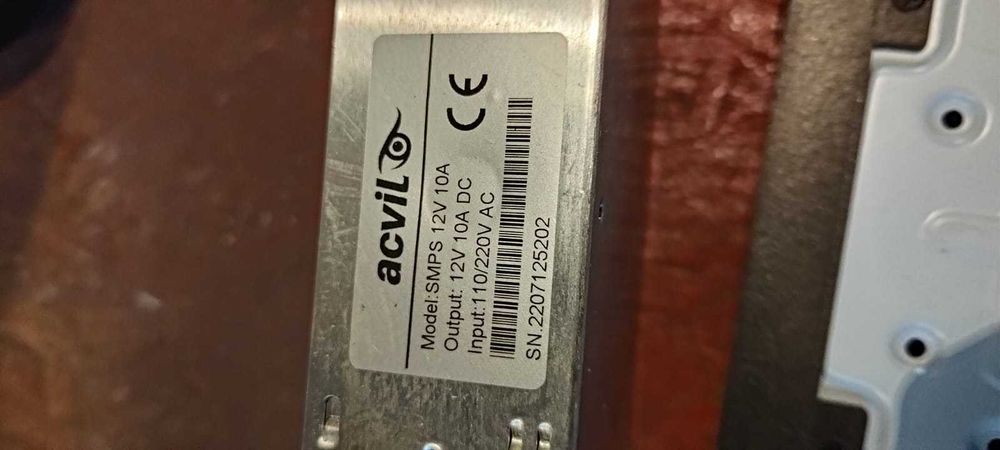 acvil
Model:SMPS 12V 10A
Output: 12V 10A DC
Input:110/220V AC
CE
SN.2207125202